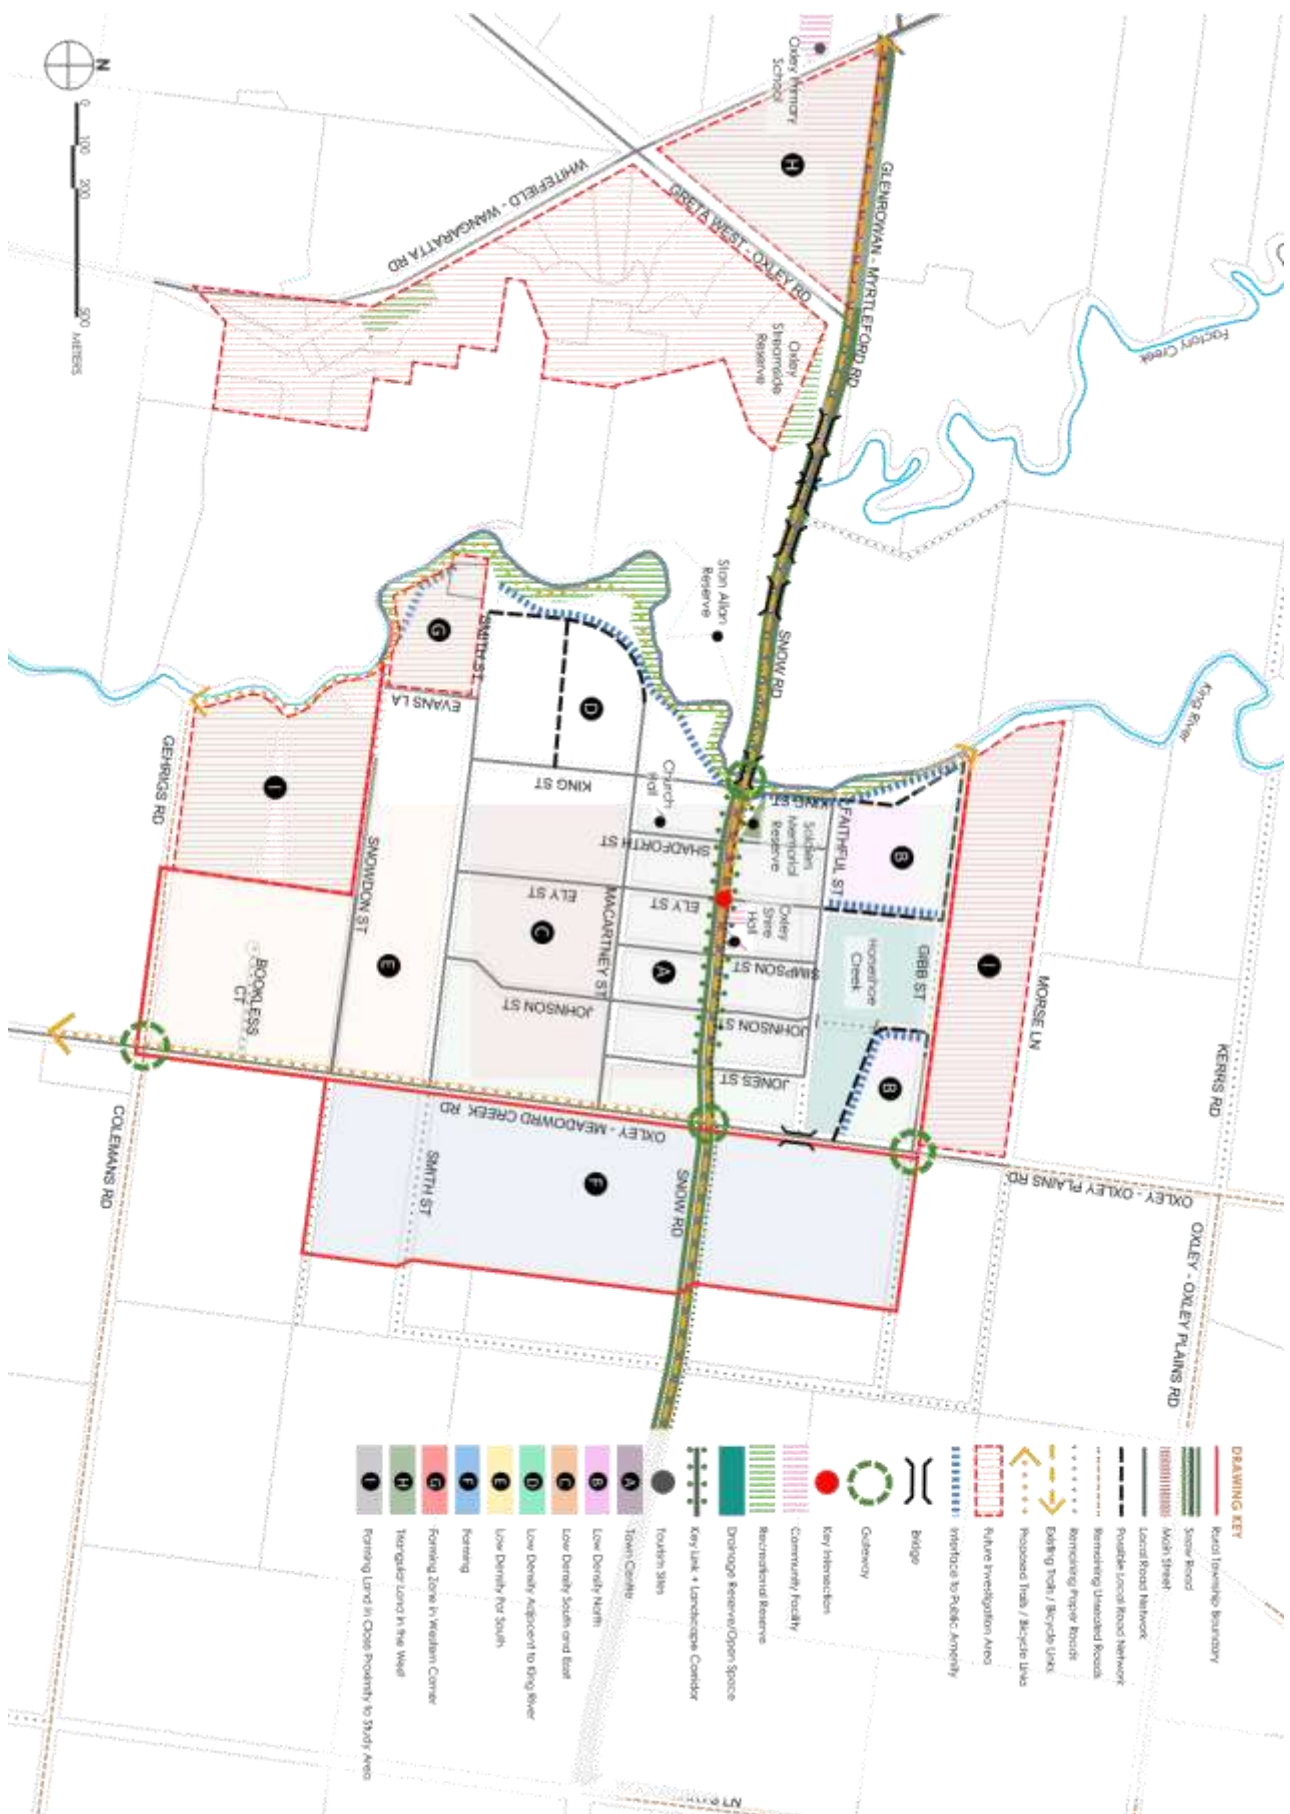 N
0
100
200
500
METERS
Oxley Primary
School
H
GLENROWAN - MYRTLEFORD RD
WHITEFIELD - WANGARATTA RD
GRETA WEST - OXLEY RD
Oxley
Streamside
Reserve
Factory Creek
Stan Allan
Reserve
SNOW RD
King River
G
SMITH ST
EVANS LA
D
KING ST
Church
Hall
KING ST
Soldiers
Memorial
Reserve
FAITHFUL ST
B
SHADFORTH ST
GEHRIGS RD
I
SNOWDON ST
ELY ST
MACARTNEY ST
ELY ST
Oxley
Shire
Hall
C
A
SIMPSON ST
Horseshoe
Creek
GIBB ST
I
MORSE LN
E
JOHNSON ST
JOHNSON ST
JONES ST
B
KERRS RD
BOOKLESS
CT
COLEMANS RD
OXLEY - MEADOWRD CREEK RD
SMITH ST
F
SNOW RD
OXLEY - OXLEY PLAINS RD
OXLEY - OXLEY PLAINS RD
DRAWING KEY
Rural Township Boundary
Snow Road
Main Street
Local Road Network
Possible Local Road Network
Remaining Unsealed Roads
Remaining Paper Roads
Existing Trails / Bicycle Links
Proposed Trails / Bicycle Links
Future Investigation Area
Interface to Public Amenity
Bridge
Gateway
Key Intersection
Community Facility
Recreational Reserve
Drainage Reserve/Open Space
Key Link + Landscape Corridor
Tourism Sites
A Town Centre
B Low Density North
C Low Density South and East
D Low Density Adjacent to King River
E Low Density Far South
F Farming
G Farming Zone in Western Corner
H Triangular Land in the West
I Farming Land in Close Proximity to Study Area